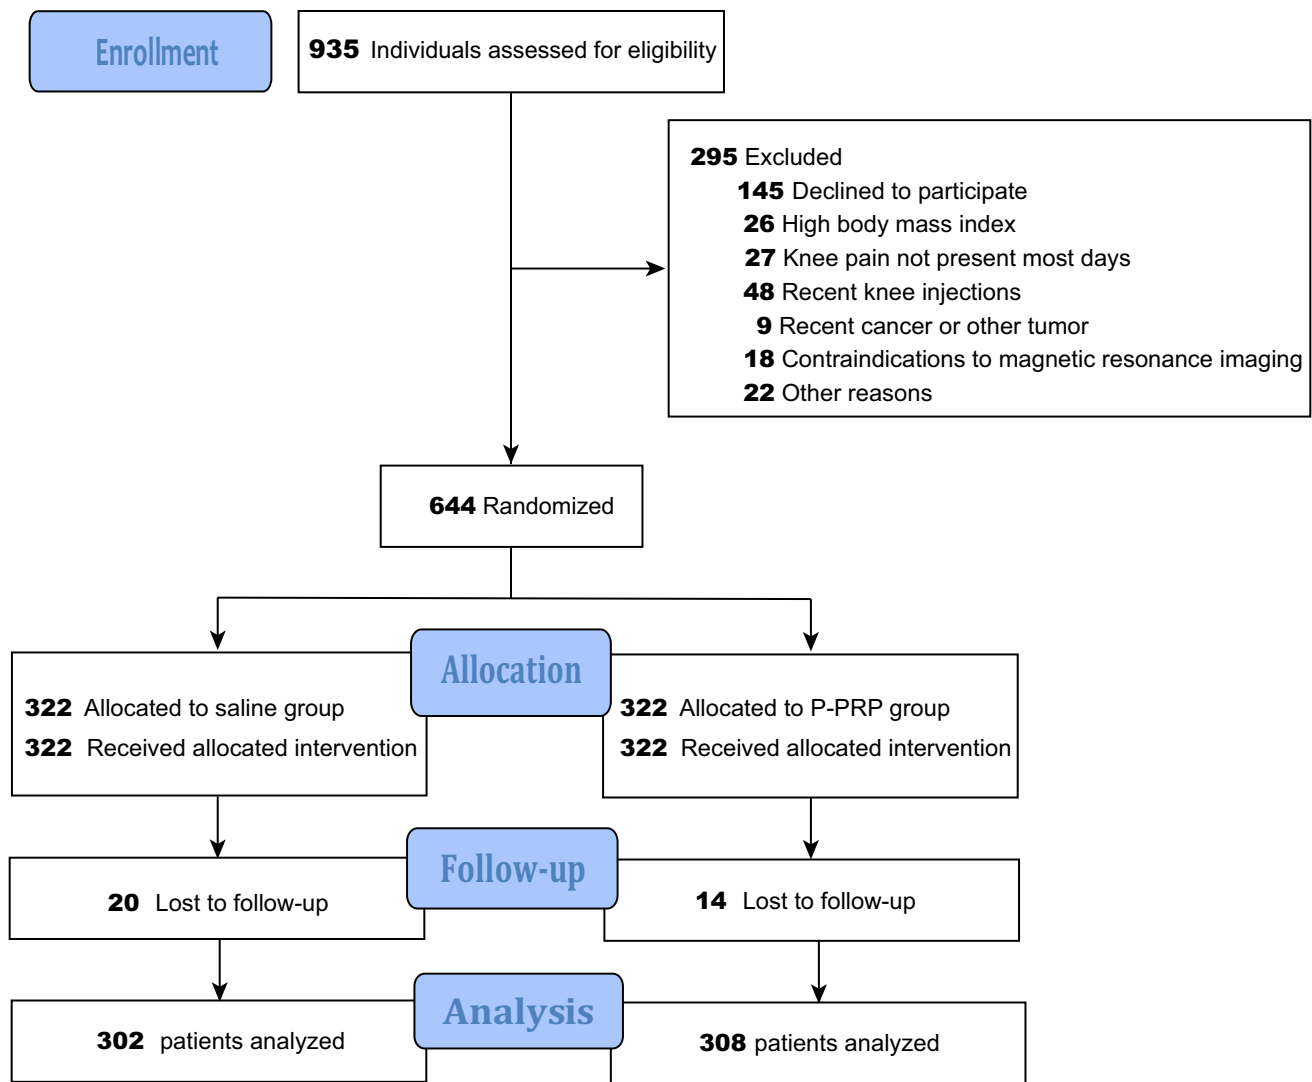 Enrollment
935 Individuals assessed for eligibility
295 Excluded
145 Declined to participate
26 High body mass index
27 Knee pain not present most days
48 Recent knee injections
9 Recent cancer or other tumor
18 Contraindications to magnetic resonance imaging
22 Other reasons
644 Randomized
Allocation
322 Allocated to saline group
322 Received allocated intervention
322 Allocated to P-PRP group
322 Received allocated intervention
Follow-up
20 Lost to follow-up
14 Lost to follow-up
Analysis
302 patients analyzed
308 patients analyzed